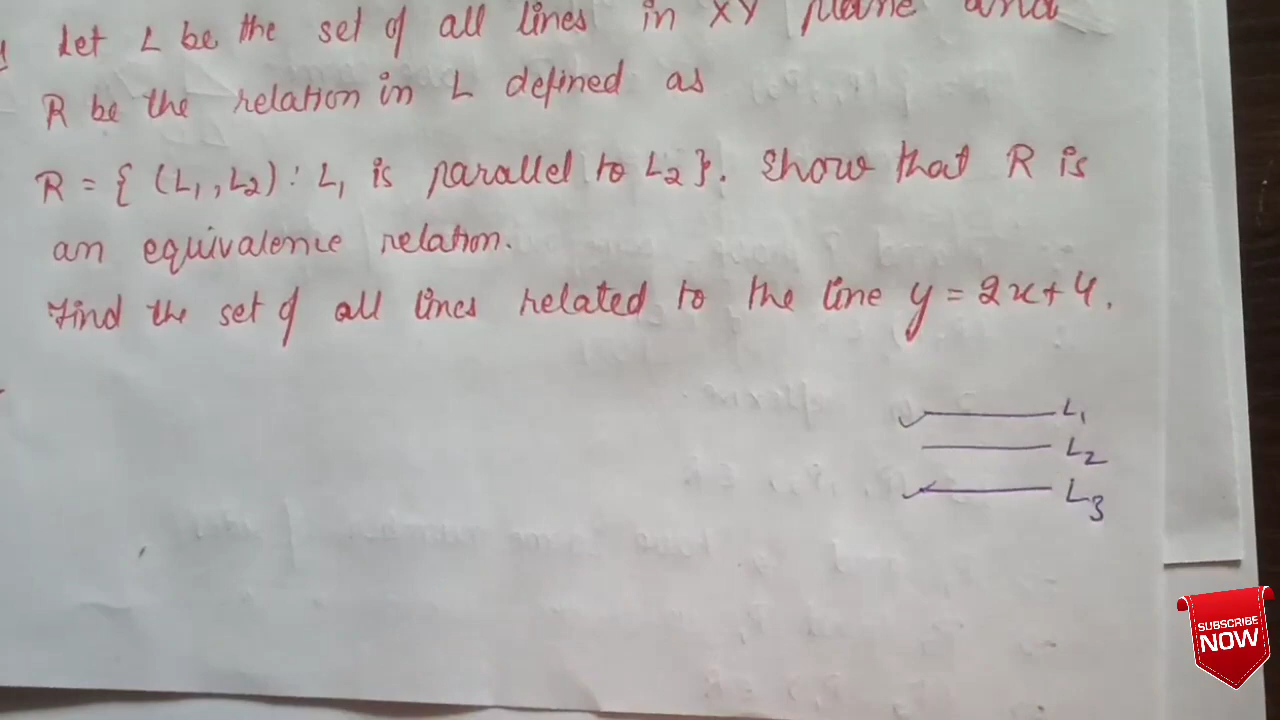 Let L be the set of all lines in XY plane and
R be the relation in L defined as
R = { (L₁, L₂) : L₁ is parallel to L₂ }. Show that R is
an equivalence relation.
Find the set of all lines related to the line y = 2x + 4.
L₁
L₂
L₃
SUBSCRIBE
NOW